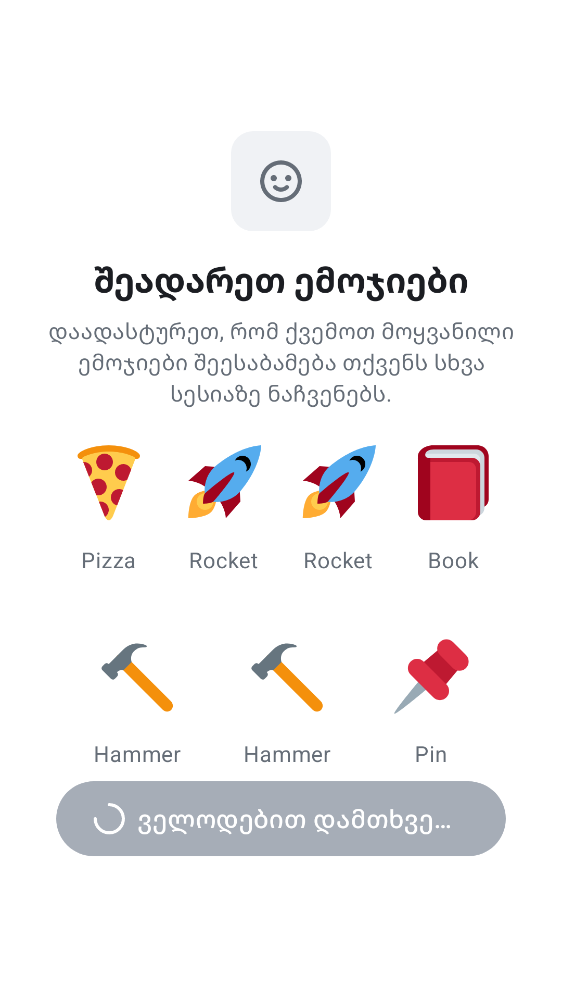 შეადარეთ ემოჯიები
დაადასტურეთ, რომ ქვემოთ მოყვანილი
ემოჯიები შეესაბამება თქვენს სხვა
სესიაზე ნაჩვენებს.
Pizza Rocket Rocket Book
Hammer Hammer Pin
ველოდებით დამთხვე…